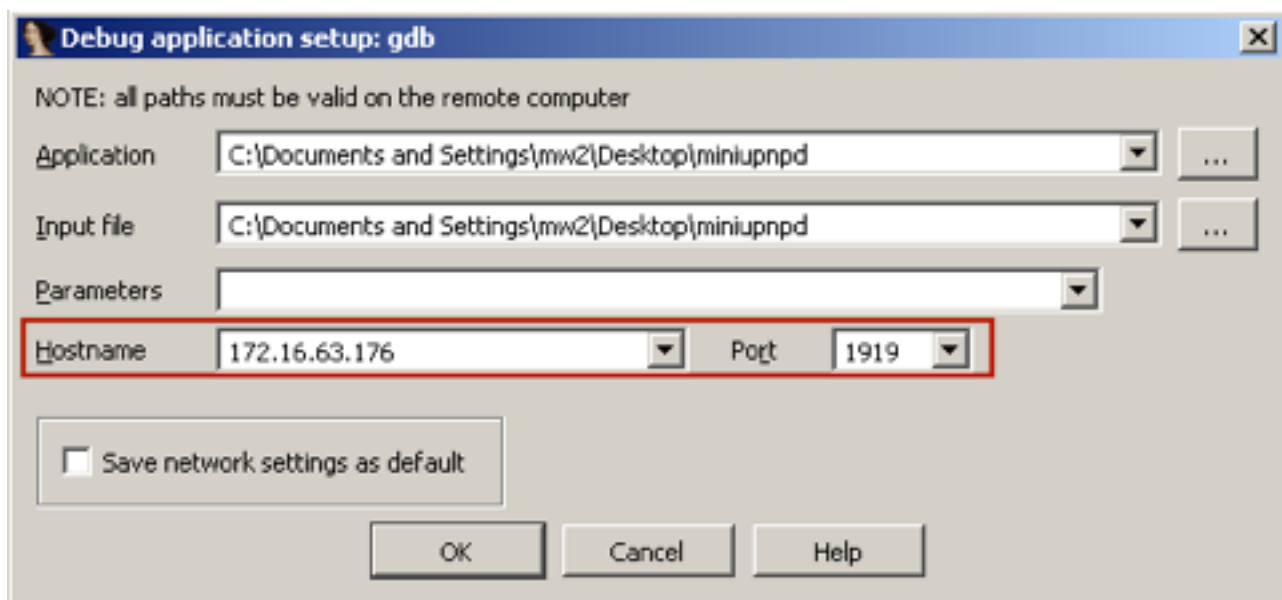 Debug application setup: gdb
NOTE: all paths must be valid on the remote computer
Application C:\Documents and Settings\mw2\Desktop\miniupnpd ...
Input file C:\Documents and Settings\mw2\Desktop\miniupnpd ...
Parameters
Hostname 172.16.63.176 Port 1919
Save network settings as default
OK Cancel Help